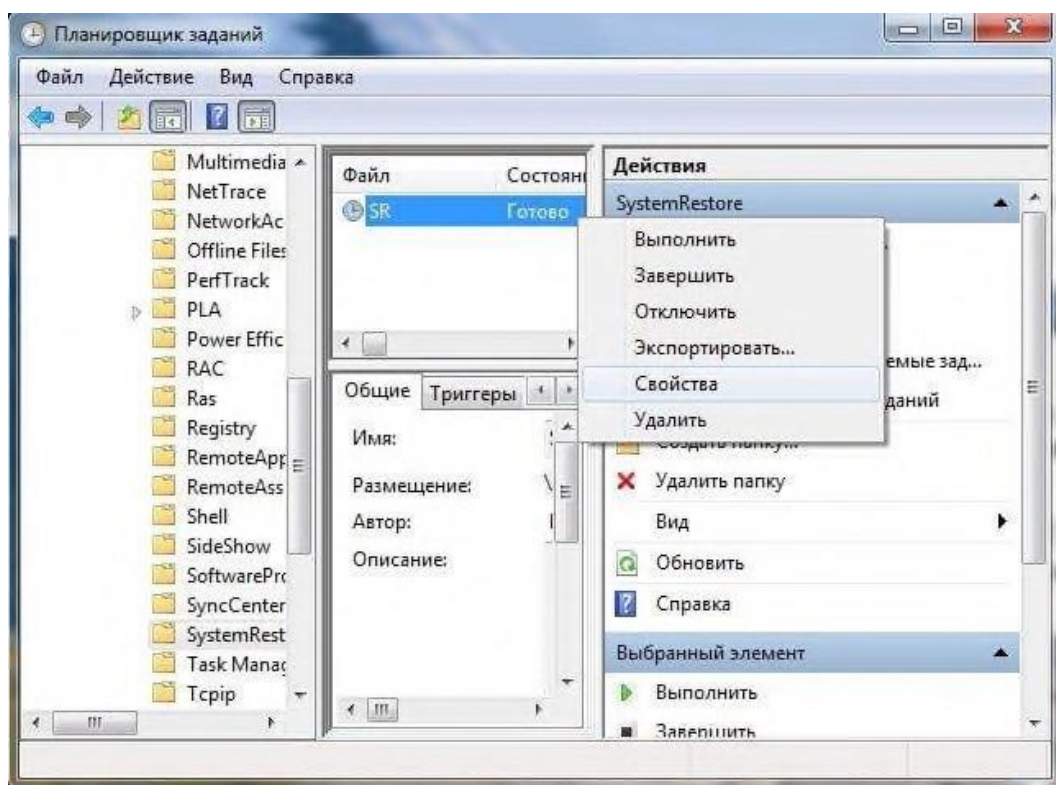 Планировщик заданий
Файл Действие Вид Справка
Multimedia
NetTrace
NetworkAc
Offline Files
PerfTrack
PLA
Power Effic
RAC
Ras
Registry
RemoteApp
RemoteAss
Shell
SideShow
SoftwarePro
SyncCenter
SystemRest
Task Manag
Tcpip
Файл Состояни
SR Готово
Общие Триггеры
Имя:
Размещение:
Автор:
Описание:
Действия
SystemRestore
Выполнить
Завершить
Отключить
Экспортировать...
Свойства
Удалить
емые зад...
даний
Создать папку...
Удалить папку
Вид
Обновить
Справка
Выбранный элемент
Выполнить
Завершить